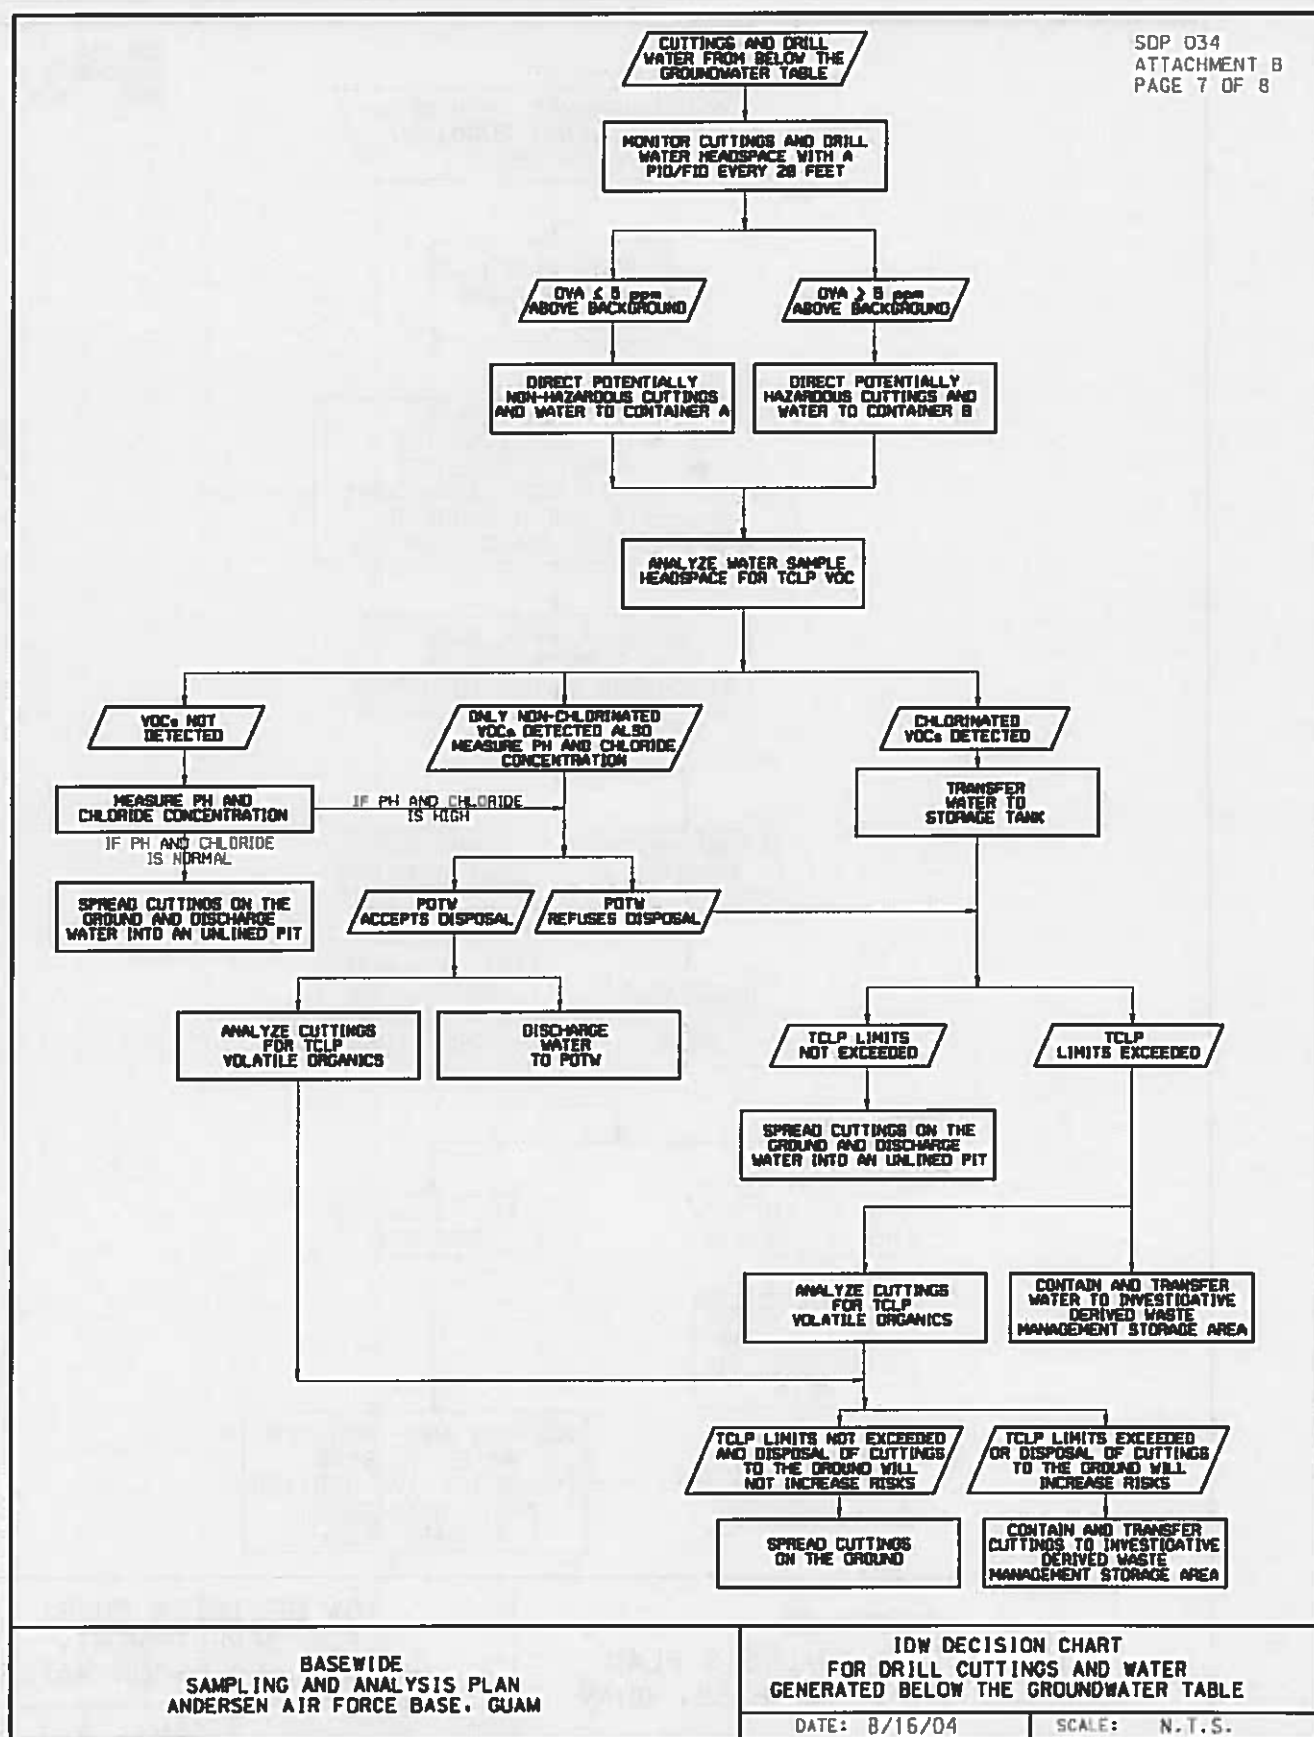 SOP 034
ATTACHMENT B
PAGE 7 OF 8
CUTTINGS AND DRILL
WATER FROM BELOW THE
GROUNDWATER TABLE
MONITOR CUTTINGS AND DRILL
WATER HEADSPACE WITH A
PID/FID EVERY 20 FEET
OVA ≤ 5 ppm
ABOVE BACKGROUND
OVA ≥ 5 ppm
ABOVE BACKGROUND
DIRECT POTENTIALLY
NON-HAZARDOUS CUTTINGS
AND WATER TO CONTAINER A
DIRECT POTENTIALLY
HAZARDOUS CUTTINGS AND
WATER TO CONTAINER B
ANALYZE WATER SAMPLE
HEADSPACE FOR TCLP VOC
VOCs NOT
DETECTED
ONLY NON-CHLORINATED
VOCs DETECTED ALSO
MEASURE PH AND CHLORIDE
CONCENTRATION
CHLORINATED
VOCs DETECTED
MEASURE PH AND
CHLORIDE CONCENTRATION
IF PH AND CHLORIDE
IS HIGH
TRANSFER
WATER TO
STORAGE TANK
IF PH AND CHLORIDE
IS NORMAL
SPREAD CUTTINGS ON THE
GROUND AND DISCHARGE
WATER INTO AN UNLINED PIT
POTW
ACCEPTS DISPOSAL
POTW
REFUSES DISPOSAL
ANALYZE CUTTINGS
FOR TCLP
VOLATILE ORGANICS
DISCHARGE
WATER
TO POTW
TCLP LIMITS
NOT EXCEEDED
TCLP
LIMITS EXCEEDED
SPREAD CUTTINGS ON THE
GROUND AND DISCHARGE
WATER INTO AN UNLINED PIT
ANALYZE CUTTINGS
FOR TCLP
VOLATILE ORGANICS
CONTAIN AND TRANSFER
WATER TO INVESTIGATIVE
DERIVED WASTE
MANAGEMENT STORAGE AREA
TCLP LIMITS NOT EXCEEDED
AND DISPOSAL OF CUTTINGS
TO THE GROUND WILL
NOT INCREASE RISKS
TCLP LIMITS EXCEEDED
OR DISPOSAL OF CUTTINGS
TO THE GROUND WILL
INCREASE RISKS
SPREAD CUTTINGS
ON THE GROUND
CONTAIN AND TRANSFER
CUTTINGS TO INVESTIGATIVE
DERIVED WASTE
MANAGEMENT STORAGE AREA
BASEWIDE
SAMPLING AND ANALYSIS PLAN
ANDERSEN AIR FORCE BASE, GUAM
IDW DECISION CHART
FOR DRILL CUTTINGS AND WATER
GENERATED BELOW THE GROUNDWATER TABLE
DATE: 8/16/04
SCALE: N.T.S.